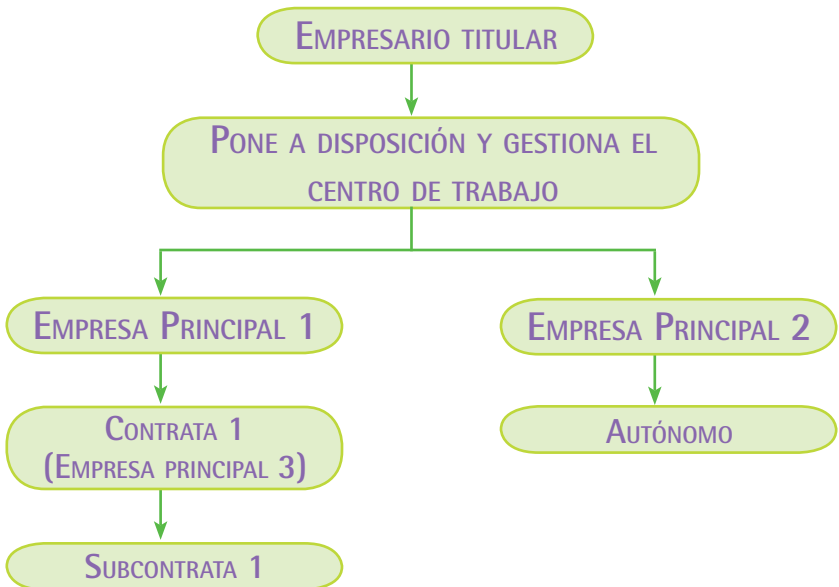 Empresario titular
Pone a disposición y gestiona el
centro de trabajo
Empresa Principal 1
Empresa Principal 2
Contrata 1
(Empresa principal 3)
Autónomo
Subcontrata 1